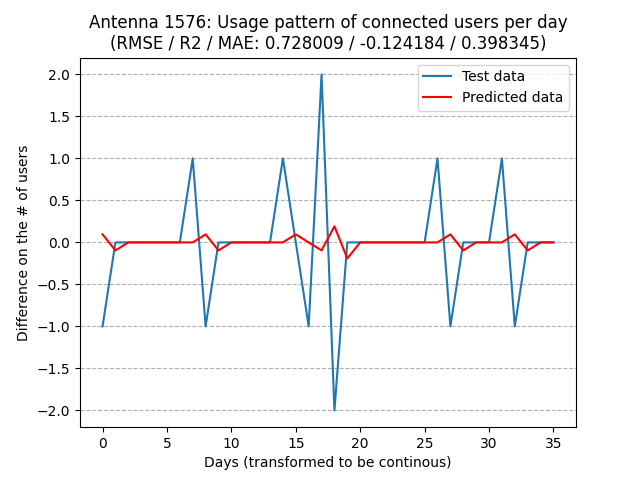 Antenna 1576: Usage pattern of connected users per day
(RMSE / R2 / MAE: 0.728009 / -0.124184 / 0.398345)
Test data
Predicted data
Difference on the # of users
2.0
1.5
1.0
0.5
0.0
−0.5
−1.0
−1.5
−2.0
0 5 10 15 20 25 30 35
Days (transformed to be continous)